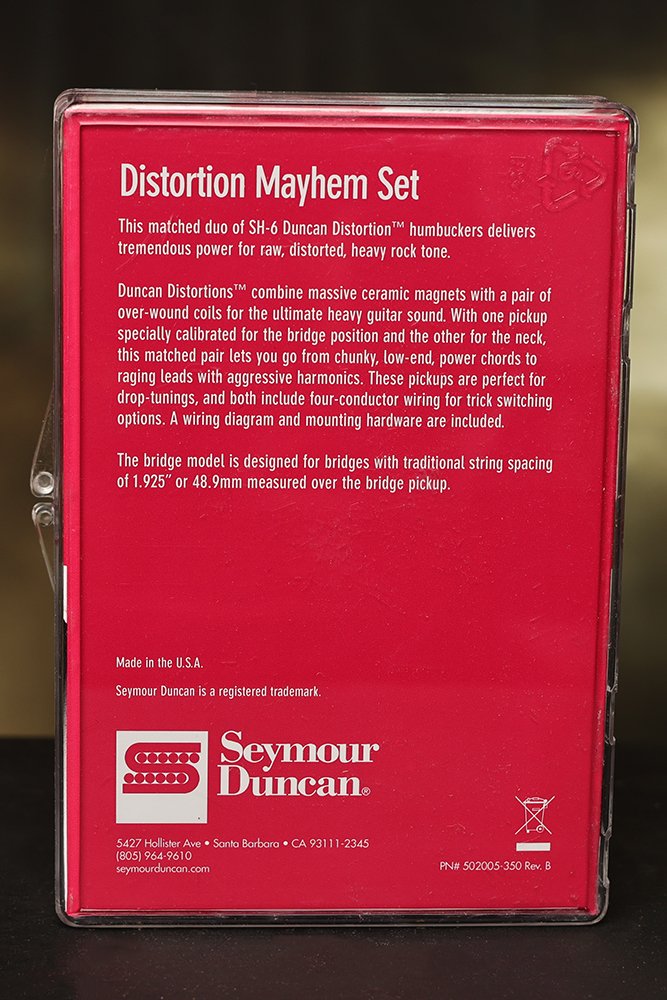 Distortion Mayhem Set
This matched duo of SH-6 Duncan Distortion™ humbuckers delivers
tremendous power for raw, distorted, heavy rock tone.
Duncan Distortions™ combine massive ceramic magnets with a pair of
over-wound coils for the ultimate heavy guitar sound. With one pickup
specially calibrated for the bridge position and the other for the neck,
this matched pair lets you go from chunky, low-end, power chords to
raging leads with aggressive harmonics. These pickups are perfect for
drop-tunings, and both include four-conductor wiring for trick switching
options. A wiring diagram and mounting hardware are included.
The bridge model is designed for bridges with traditional string spacing
of 1.925” or 48.9mm measured over the bridge pickup.
Made in the U.S.A.
Seymour Duncan is a registered trademark.
Seymour
Duncan®
5427 Hollister Ave • Santa Barbara • CA 93111-2345
(805) 964-9610
seymourduncan.com
PN# 502005-350 Rev. B